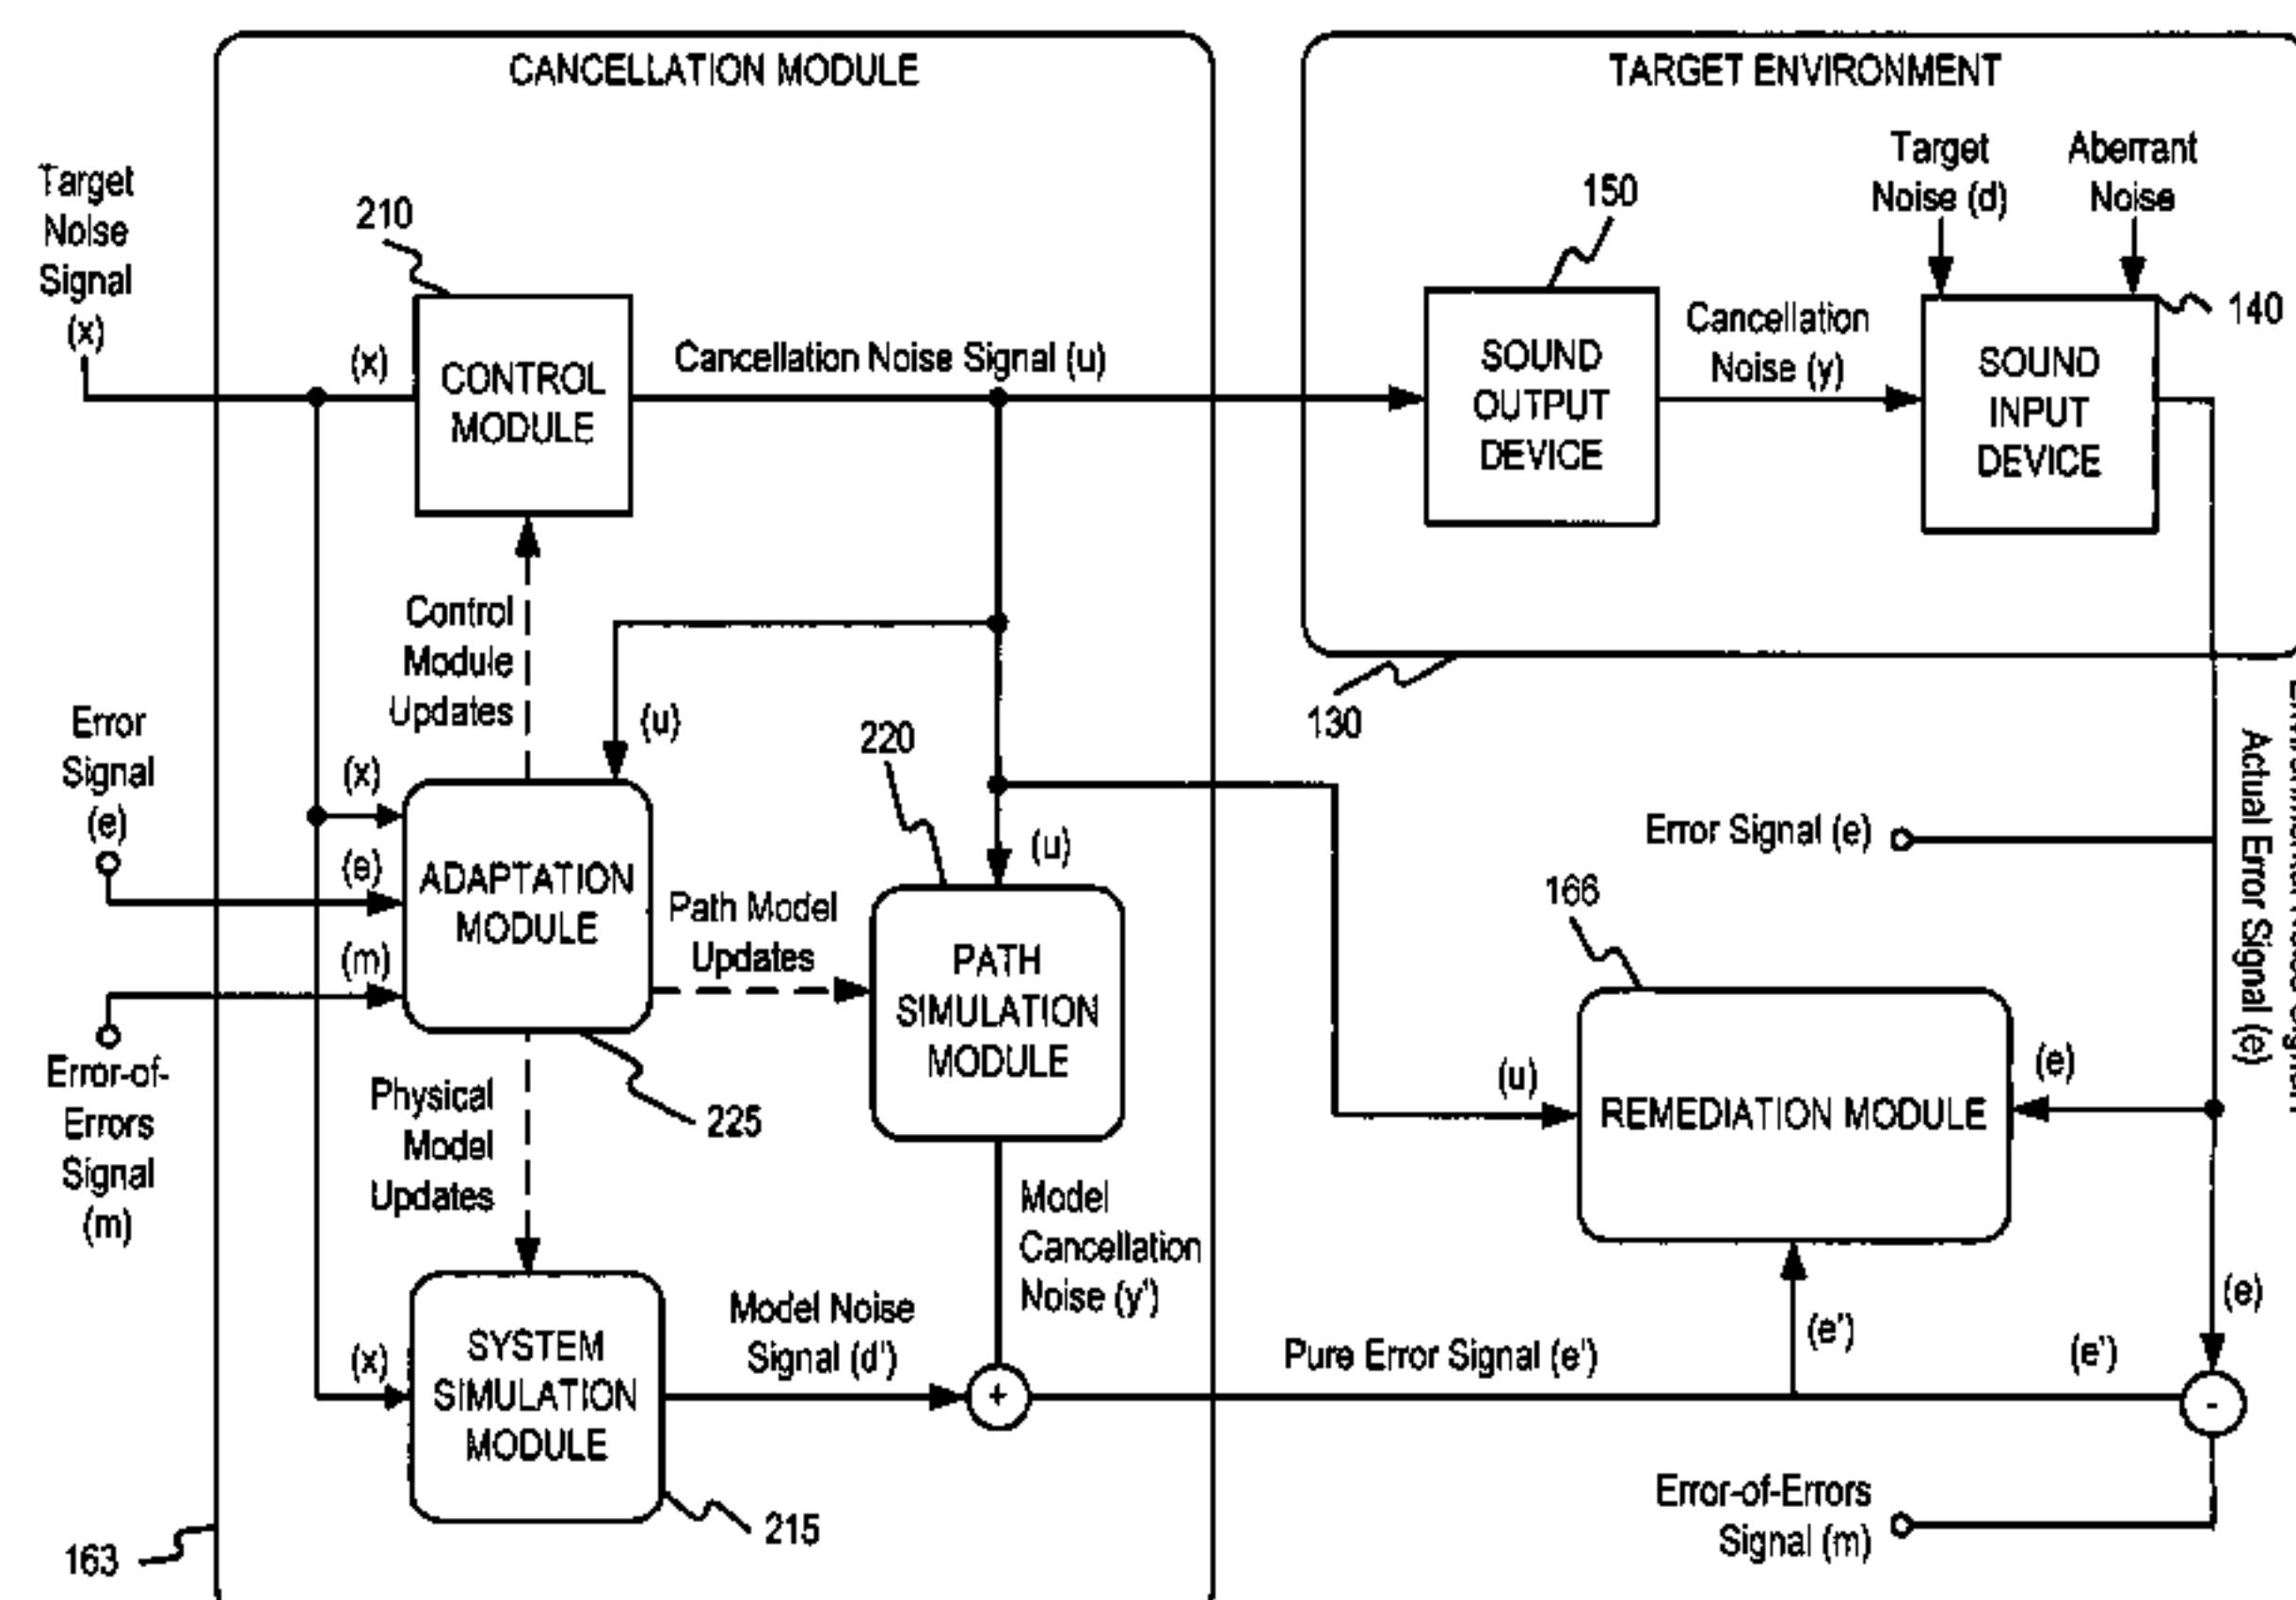 CANCELLATION MODULE
TARGET ENVIRONMENT
Target
Noise
Signal
(x)
210
(x)
CONTROL
MODULE
Cancellation Noise Signal (u)
150
SOUND
OUTPUT
DEVICE
Cancellation
Noise (y)
Target
Noise (d)
Aberrant
Noise
140
SOUND
INPUT
DEVICE
130
Control
Module
Updates
(u)
Error
Signal
(e)
(x)
(e)
(m)
ADAPTATION
MODULE
225
Error-of-
Errors
Signal
(m)
Path Model
Updates
220
(u)
PATH
SIMULATION
MODULE
Physical
Model
Updates
Model
Cancellation
Noise (y')
(x)
SYSTEM
SIMULATION
MODULE
215
Model Noise
Signal (d')
+
163
Error Signal (e)
Actual Error Signal (e)
166
(u)
REMEDIATION MODULE
(e)
(e')
Pure Error Signal (e')
(e')
(e)
-
Error-of-Errors
Signal (m)